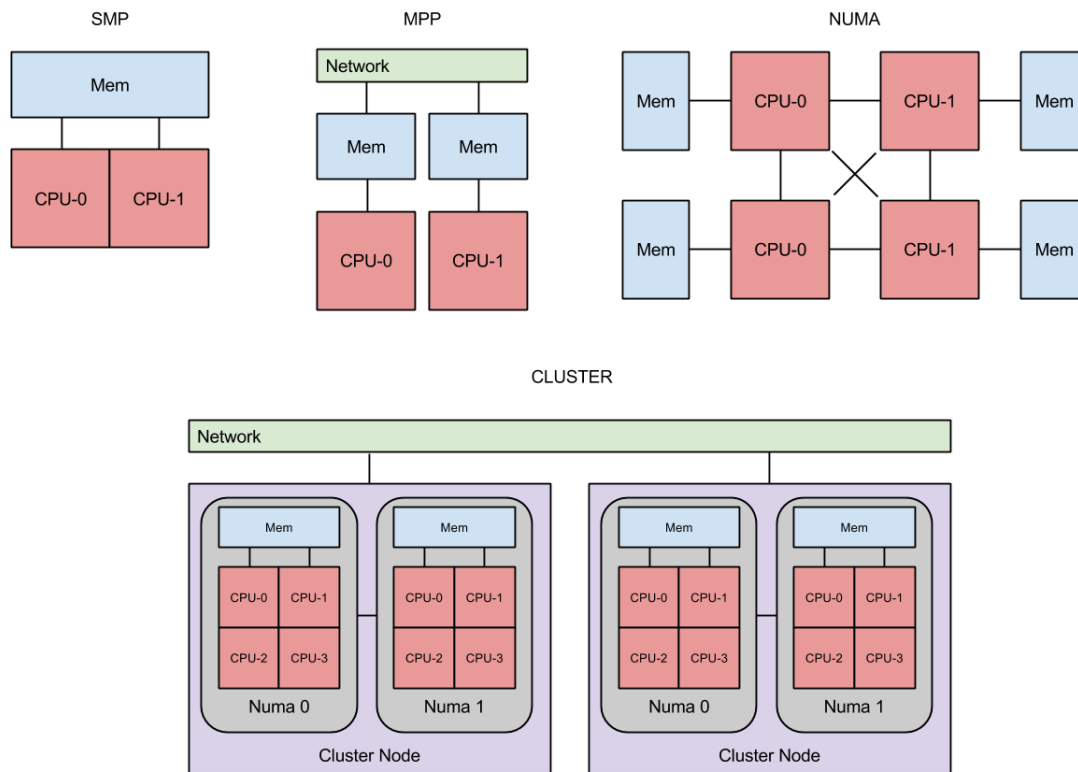 SMP
Mem
CPU-0 CPU-1
MPP
Network
Mem Mem
CPU-0 CPU-1
NUMA
Mem CPU-0 CPU-1 Mem
Mem CPU-0 CPU-1 Mem
CLUSTER
Network
Mem Mem
CPU-0 CPU-1 CPU-0 CPU-1
CPU-2 CPU-3 CPU-2 CPU-3
Numa 0 Numa 1
Cluster Node
Mem Mem
CPU-0 CPU-1 CPU-0 CPU-1
CPU-2 CPU-3 CPU-2 CPU-3
Numa 0 Numa 1
Cluster Node